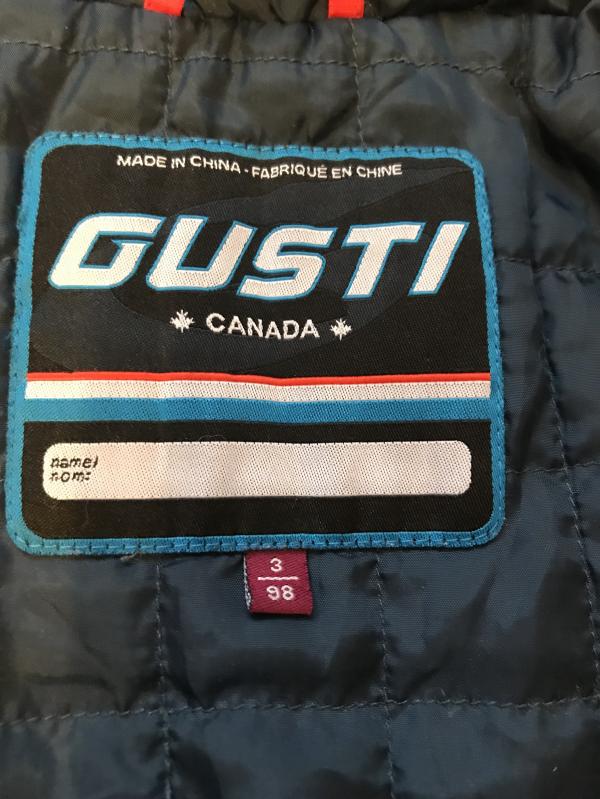 MADE IN CHINA - FABRIQUÉ EN CHINE
GUSTI
CANADA
name/
nom:
3
98